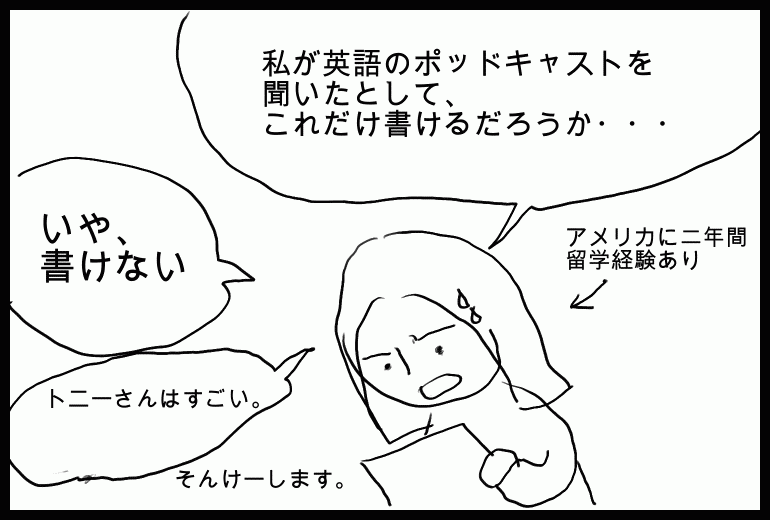 私が英語のポッドキャストを
聞いたとして、
これだけ書けるだろうか・・・
いや、
書けない
アメリカに二年間
留学経験あり
トニーさんはすごい。
そんけーします。